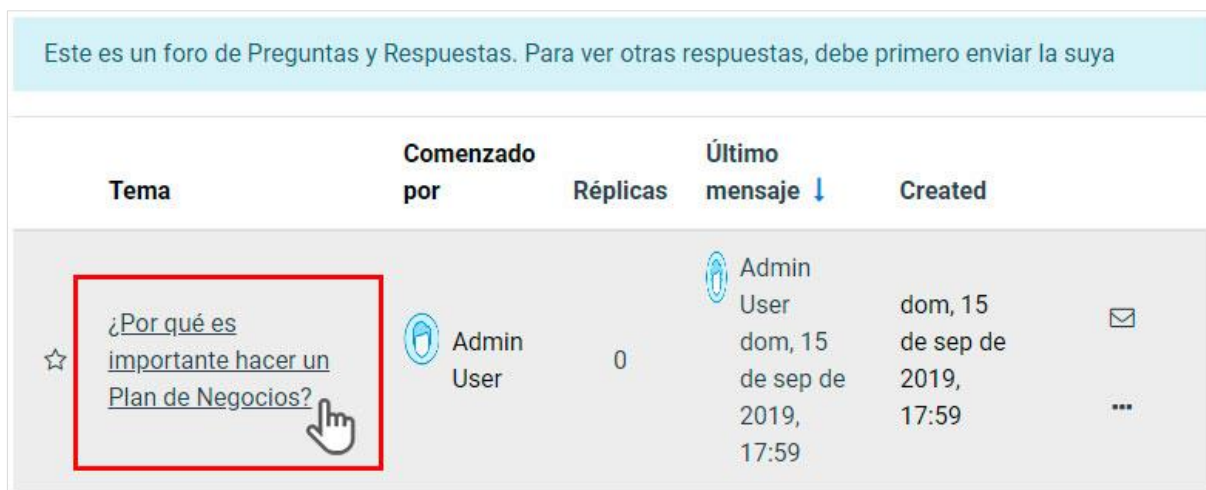 Este es un foro de Preguntas y Respuestas. Para ver otras respuestas, debe primero enviar la suya
Tema
Comenzado
por
Réplicas
Último
mensaje
Created
¿Por qué es
importante hacer un
Plan de Negocios?
Admin
User
0
Admin
User
dom, 15
de sep de
2019,
17:59
dom, 15
de sep de
2019,
17:59